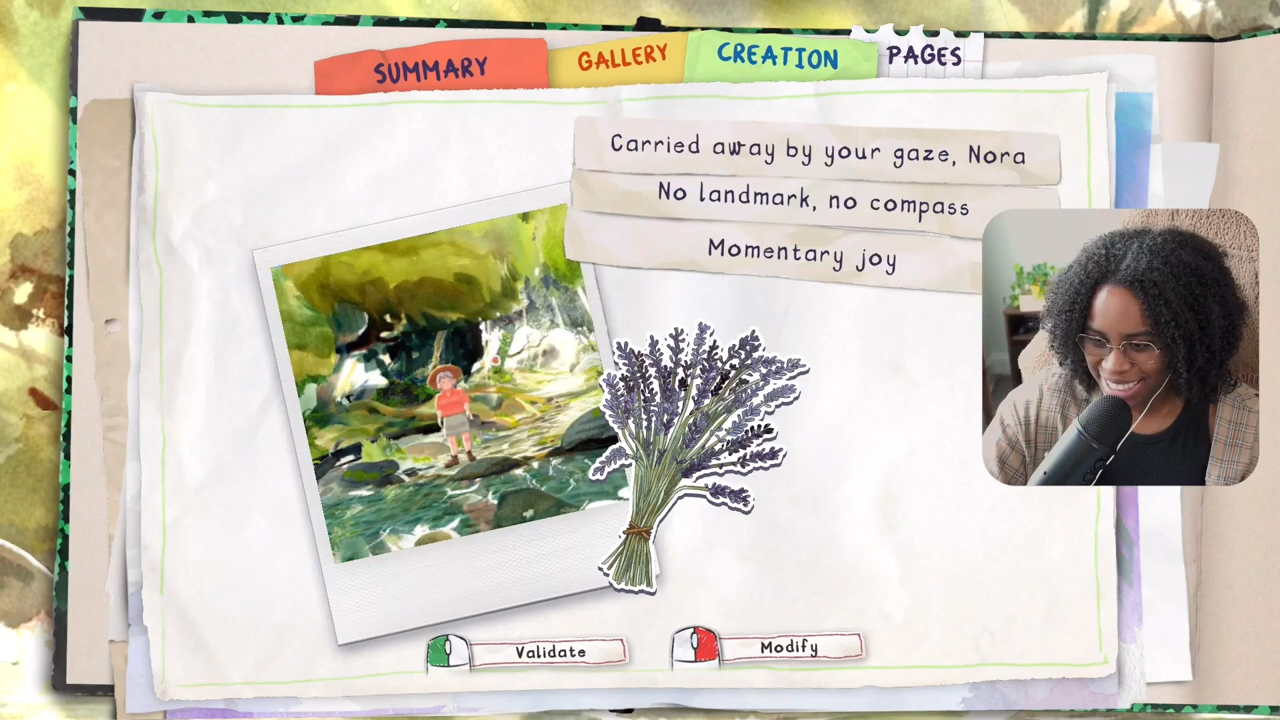 SUMMARY
GALLERY
CREATION
PAGES
Carried away by your gaze, Nora
No landmark, no compass
Momentary joy
Validate
Modify